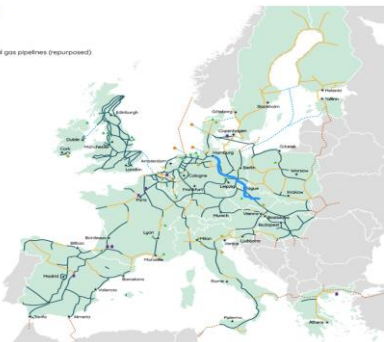 l gas pipelines (repurposed)
Helsinki
Tallinn
Stockholm
Göteborg
Edinburgh
Copenhagen
Dublin
Cork
Manchester
Hamburg
Gdansk
Amsterdam
Berlin
Warsaw
London
Cologne
Leipzig
Frankfurt
Prague
Krakow
Paris
Munich
Vienna
Bratislava
Budapest
Lyon
Milan
Venice
Ljubljana
Bordeaux
Bilbao
Marseille
Madrid
Barcelona
Valencia
Rome
Sevilla
Almeria
Palermo
Athens